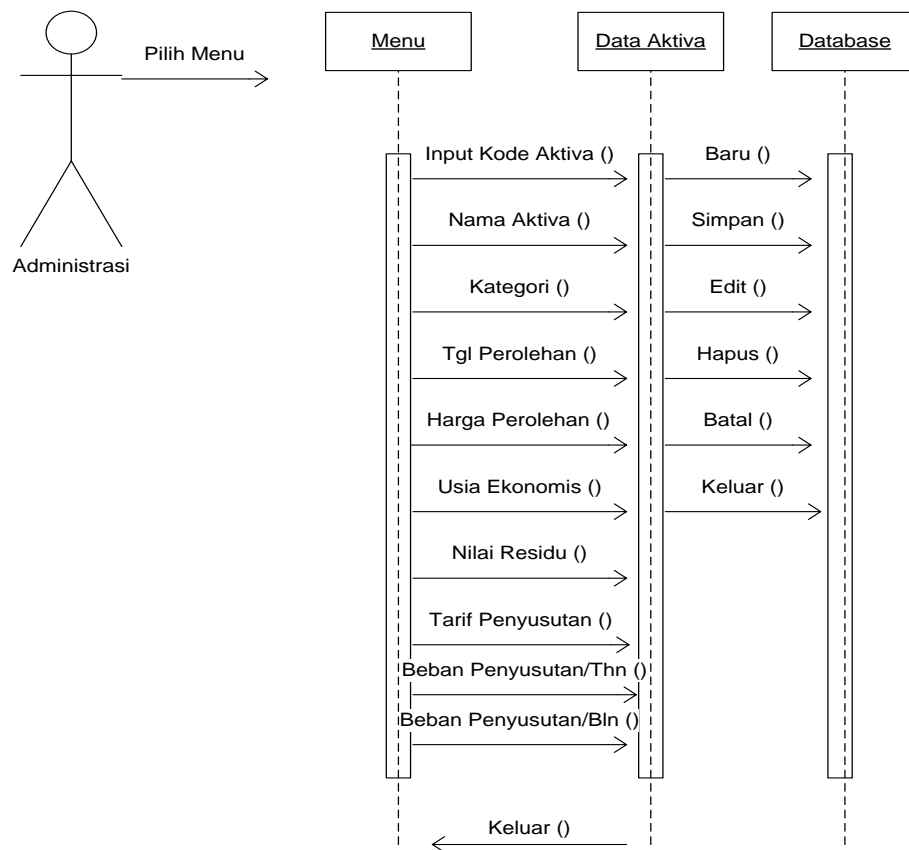 Menu
Data Aktiva
Database
Pilih Menu
Administrasi
Input Kode Aktiva ()
Baru ()
Nama Aktiva ()
Simpan ()
Kategori ()
Edit ()
Tgl Perolehan ()
Hapus ()
Harga Perolehan ()
Batal ()
Usia Ekonomis ()
Keluar ()
Nilai Residu ()
Tarif Penyusutan ()
Beban Penyusutan/Thn ()
Beban Penyusutan/Bln ()
Keluar ()